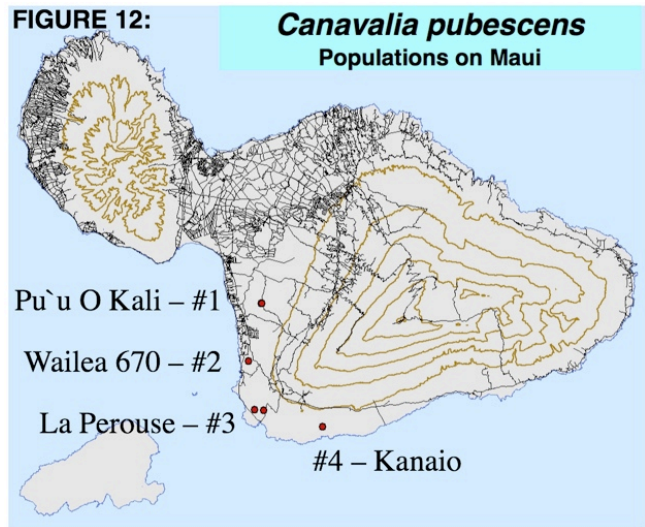 FIGURE 12:
Canavalia pubescens
Populations on Maui
Pu`u O Kali – #1
Wailea 670 – #2
La Perouse – #3
#4 – Kanaio